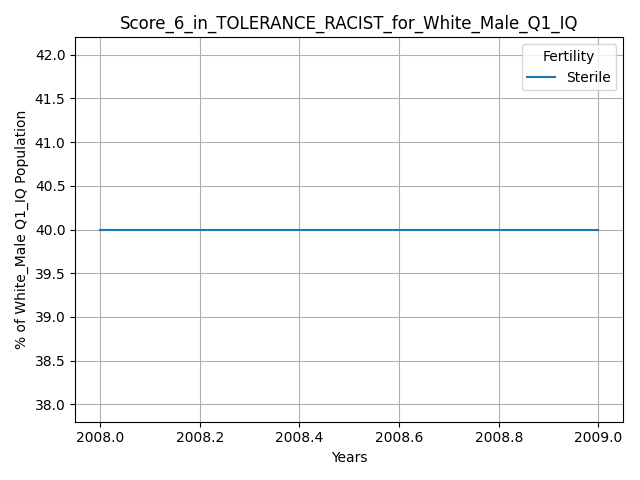 Score_6_in_TOLERANCE_RACIST_for_White_Male_Q1_IQ
Fertility
Sterile
% of White_Male Q1_IQ Population
42.0
41.5
41.0
40.5
40.0
39.5
39.0
38.5
38.0
2008.0 2008.2 2008.4 2008.6 2008.8 2009.0
Years